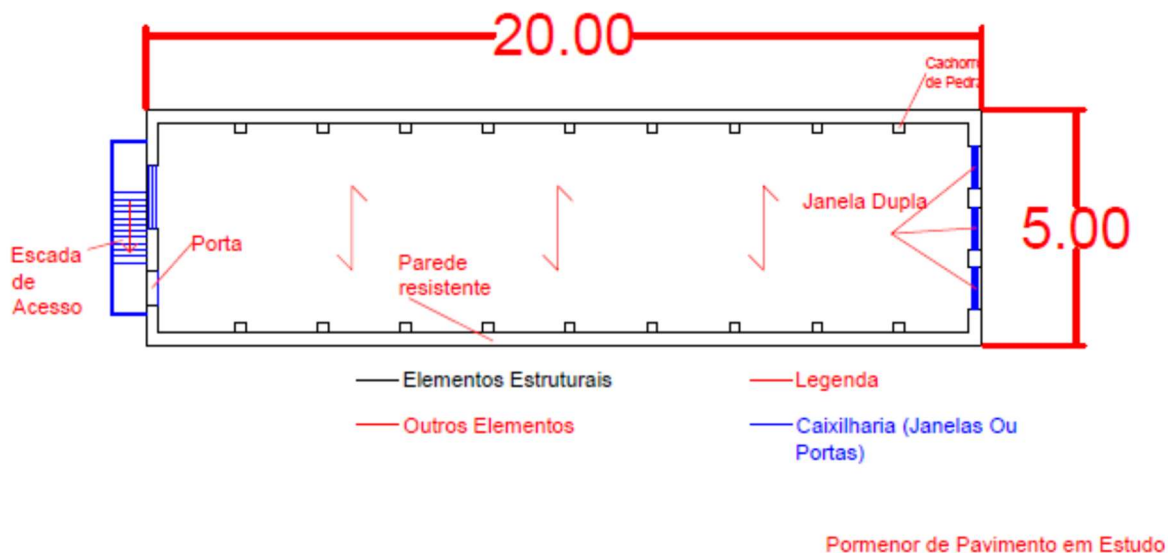 20.00
de Pedra
Janela Dupla
5.00
Porta
Escada
de
Acesso
Parede
resistente
Elementos Estruturais
Legenda
Outros Elementos
Caixilharia (Janelas Ou
Portas)
Pormenor de Pavimento em Estudo